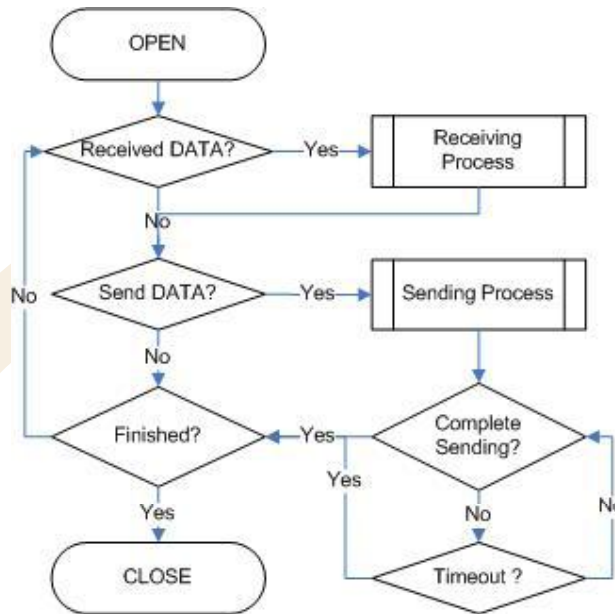 OPEN
Received DATA?
Yes
Receiving
Process
No
Send DATA?
Yes
Sending Process
No
No
Finished?
Yes
Complete
Sending?
Yes
Yes
No
No
CLOSE
Timeout ?